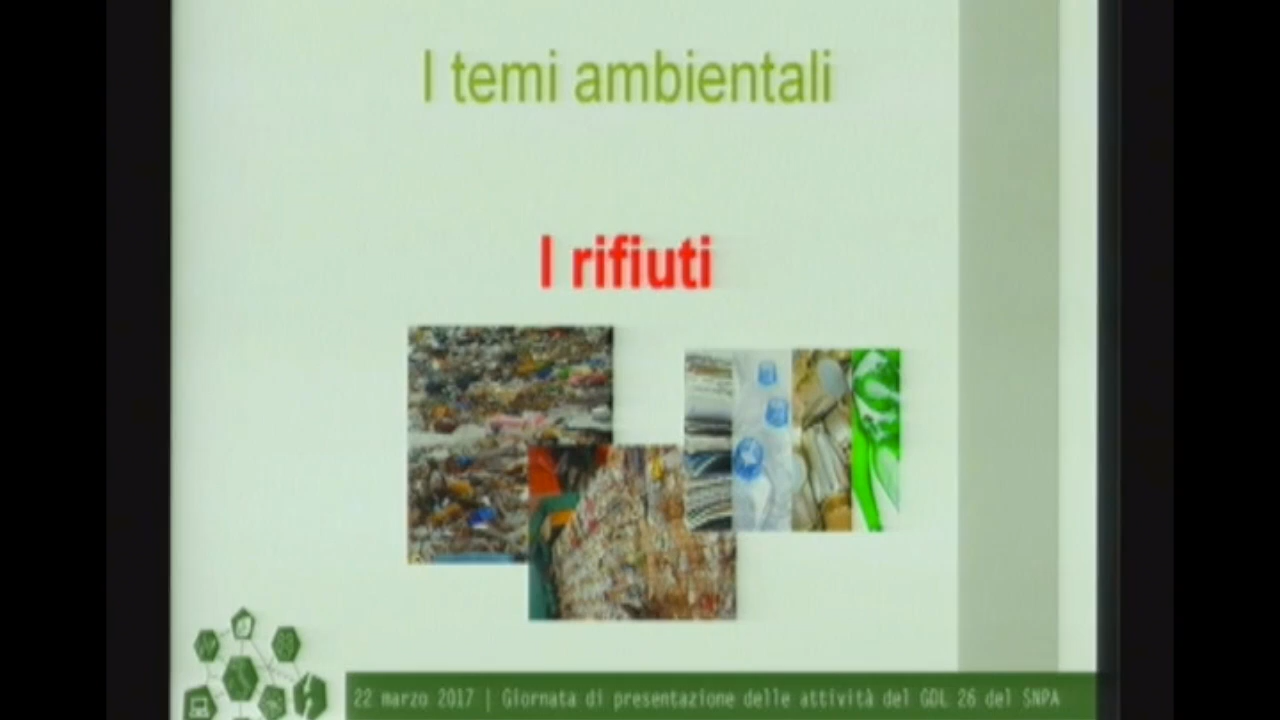 I temi ambientali
I rifiuti
22 marzo 2017 | Giornata di presentazione delle attività del GDL 26 del SNPA